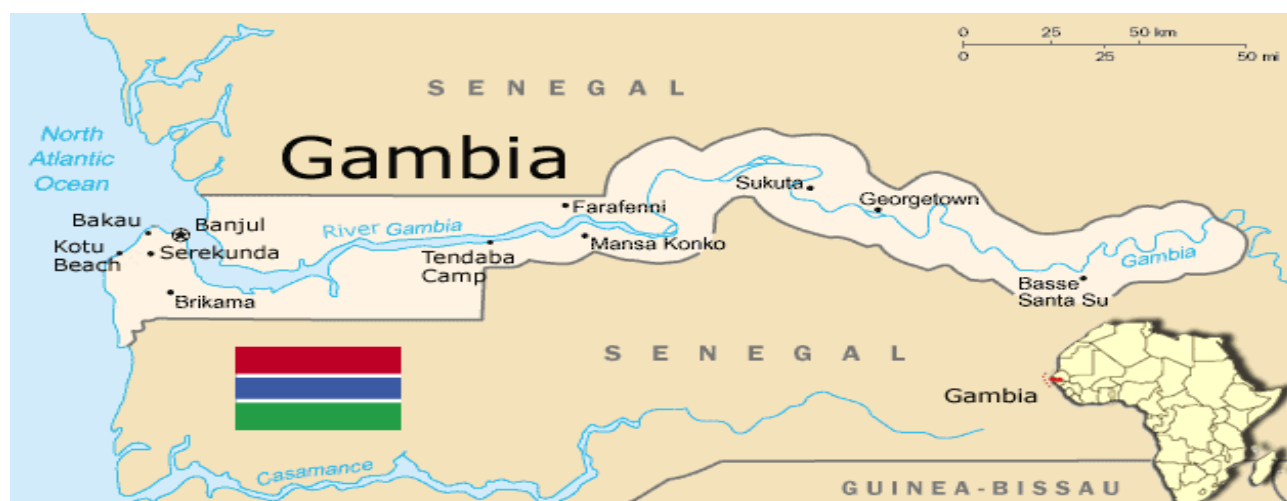 0 25 50 km
0 25 50 mi
SENEGAL
North
Atlantic
Ocean
Gambia
Sukuta
Georgetown
Bakau
Banjul
River Gambia
Farafenni
Kotu
Beach
Serekunda
Tendaba
Camp
Mansa Konko
Gambia
Brikama
Basse
Santa Su
SENEGAL
Gambia
Casamance
GUINEA-BISSAU